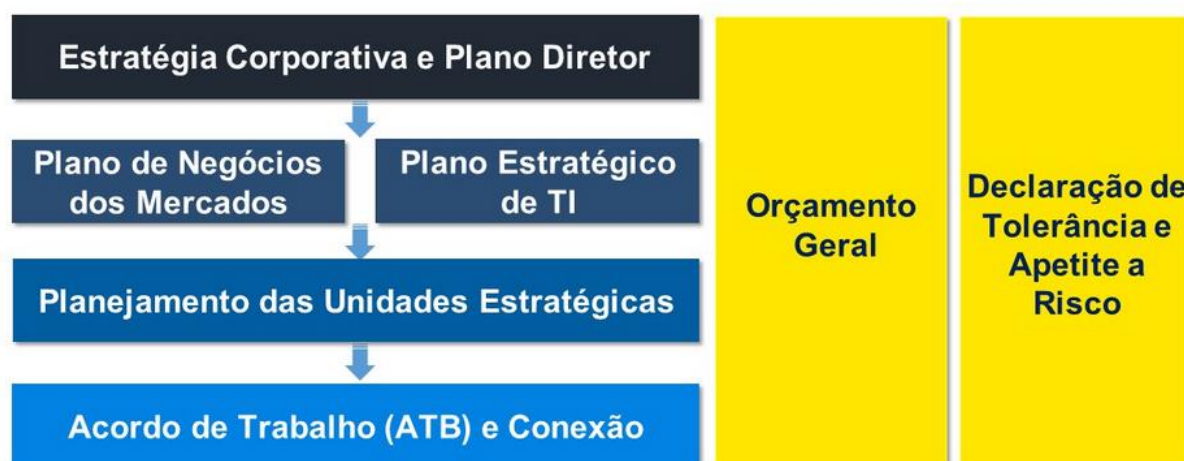 Estratégia Corporativa e Plano Diretor
Plano de Negócios
dos Mercados
Plano Estratégico
de TI
Planejamento das Unidades Estratégicas
Acordo de Trabalho (ATB) e Conexão
Orçamento
Geral
Declaração de
Tolerância e
Apetite a
Risco